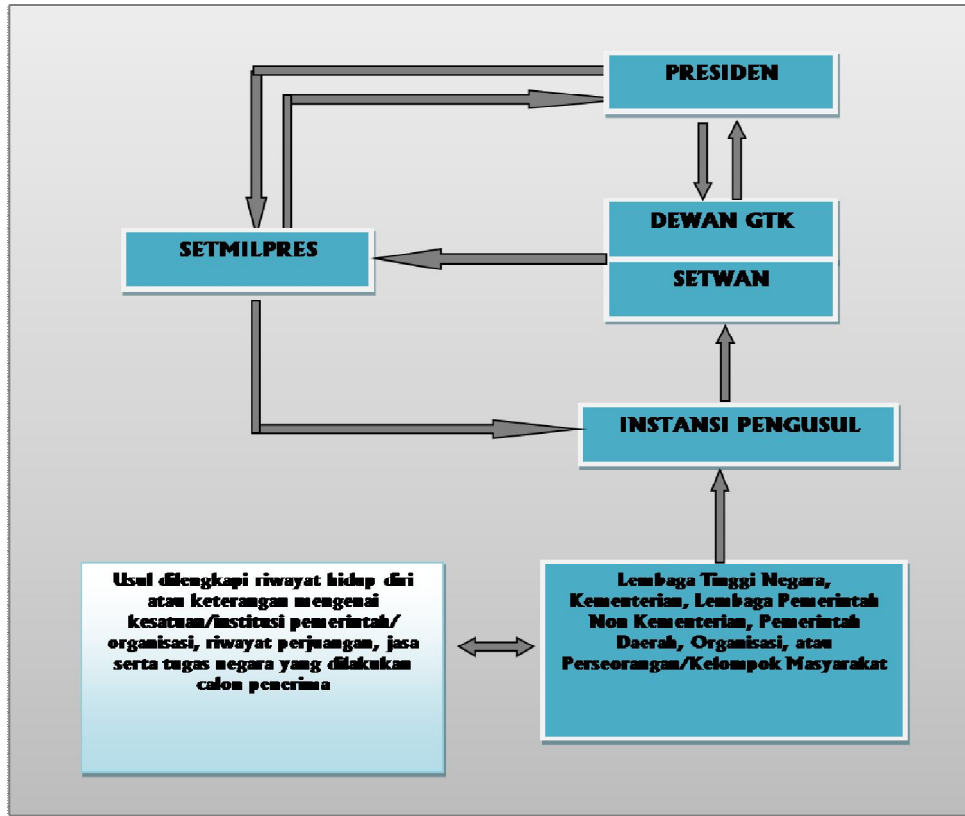 PRESIDEN
DEWAN GTK
SETMILPRES
SETWAN
INSTANSI PENGUSUL
Usul dilengkapi riwayat hidup diri
atau keterangan mengenai
kesatuan/institusi pemerintah/
organisasi, riwayat perjuangan, jasa
serta tugas negara yang dilakukan
calon penerima
Lembaga Tinggi Negara,
Kementerian, Lembaga Pemerintah
Non Kementerian, Pemerintah
Daerah, Organisasi, atau
Perseorangan/Kelompok Masyarakat